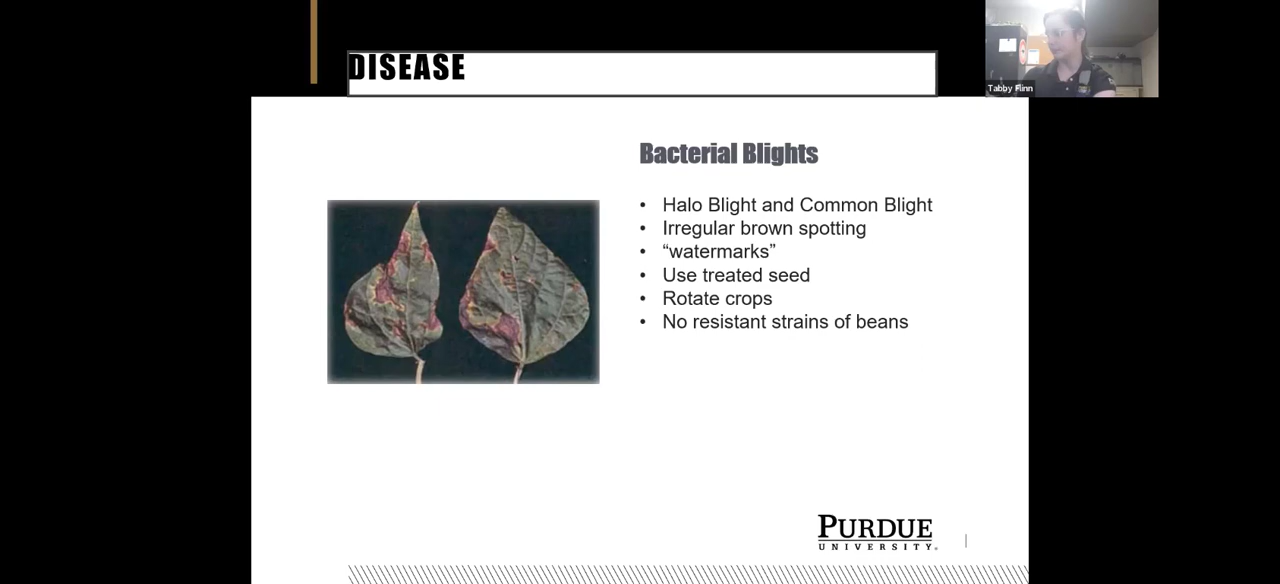 DISEASE
Tabby Flinn
Bacterial Blights
• Halo Blight and Common Blight
• Irregular brown spotting
• “watermarks”
• Use treated seed
• Rotate crops
• No resistant strains of beans
PURDUE
UNIVERSITY®